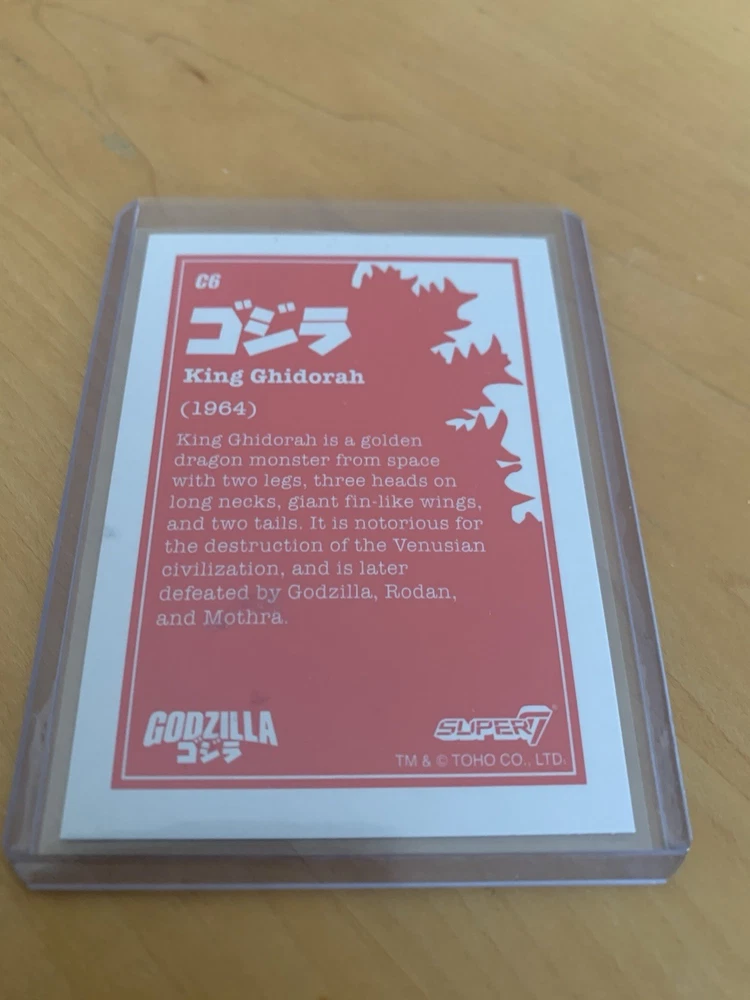 C6
ゴジラ
King Ghidorah
(1964)
King Ghidorah is a golden
dragon monster from space
with two legs, three heads on
long necks, giant fin-like wings,
and two tails. It is notorious for
the destruction of the Venusian
civilization, and is later
defeated by Godzilla, Rodan,
and Mothra.
GODZILLA
ゴジラ
SUPER7
TM & © TOHO CO., LTD.